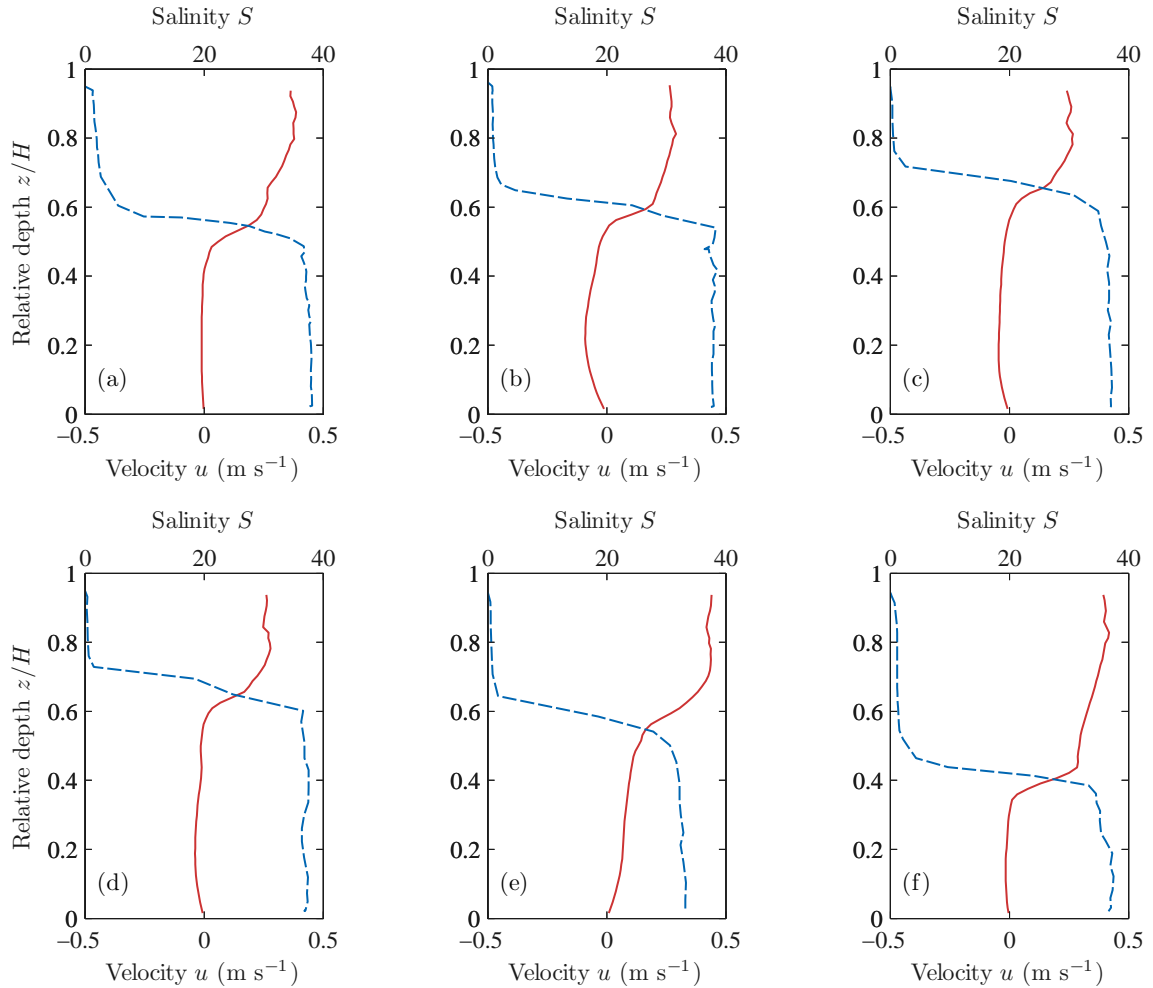 Salinity S Salinity S Salinity S
0 20 40 0 20 40 0 20 40
1 1 1
0.8 0.8 0.8
0.6 0.6 0.6
Relative depth z/H
0.4 0.4 0.4
0.2 0.2 0.2
(a) (b) (c)
0 0 0
−0.5 0 0.5 −0.5 0 0.5 −0.5 0 0.5
Velocity u (m s⁻¹) Velocity u (m s⁻¹) Velocity u (m s⁻¹)
Salinity S Salinity S Salinity S
0 20 40 0 20 40 0 20 40
1 1 1
0.8 0.8 0.8
0.6 0.6 0.6
Relative depth z/H
0.4 0.4 0.4
0.2 0.2 0.2
(d) (e) (f)
0 0 0
−0.5 0 0.5 −0.5 0 0.5 −0.5 0 0.5
Velocity u (m s⁻¹) Velocity u (m s⁻¹) Velocity u (m s⁻¹)